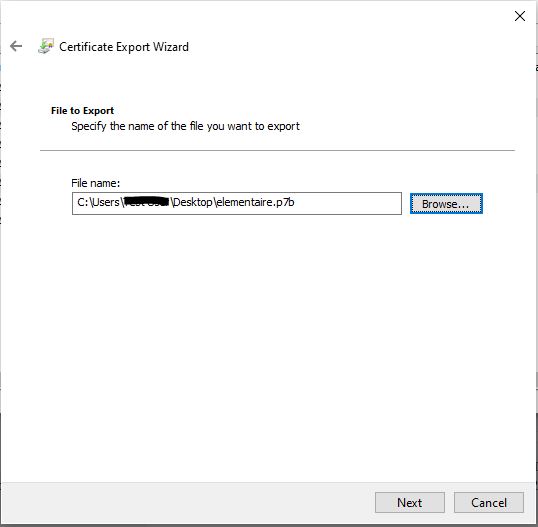 Certificate Export Wizard
File to Export
Specify the name of the file you want to export
File name:
C:\Users\ \Desktop\elementaire.p7b
Browse...
Next
Cancel